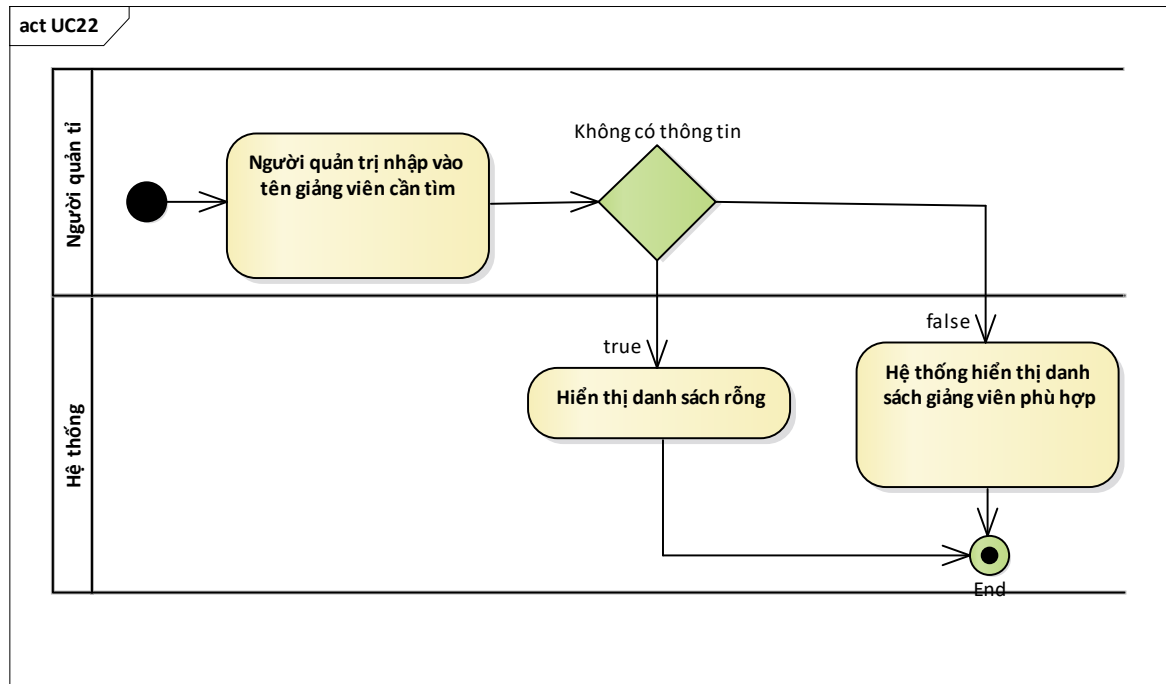 act UC22
Người quản tỉ
Người quản trị nhập vào
tên giảng viên cần tìm
Không có thông tin
Hệ thống
true
false
Hiển thị danh sách rỗng
Hệ thống hiển thị danh
sách giảng viên phù hợp
End